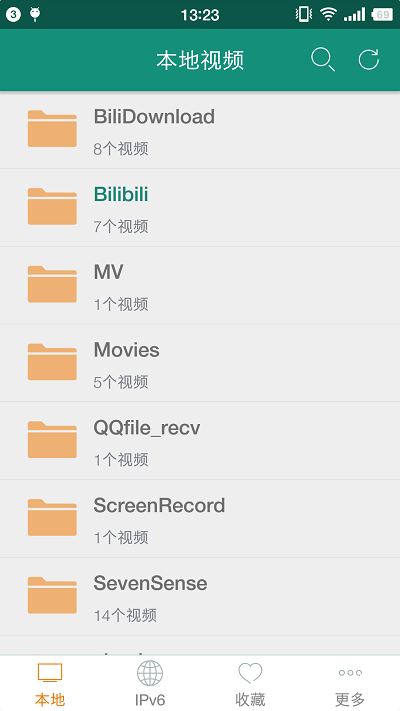 3
13:23
69
本地视频
BiliDownload
8个视频
Bilibili
7个视频
MV
1个视频
Movies
5个视频
QQfile_recv
1个视频
ScreenRecord
1个视频
SevenSense
14个视频
本地
IPv6
收藏
更多